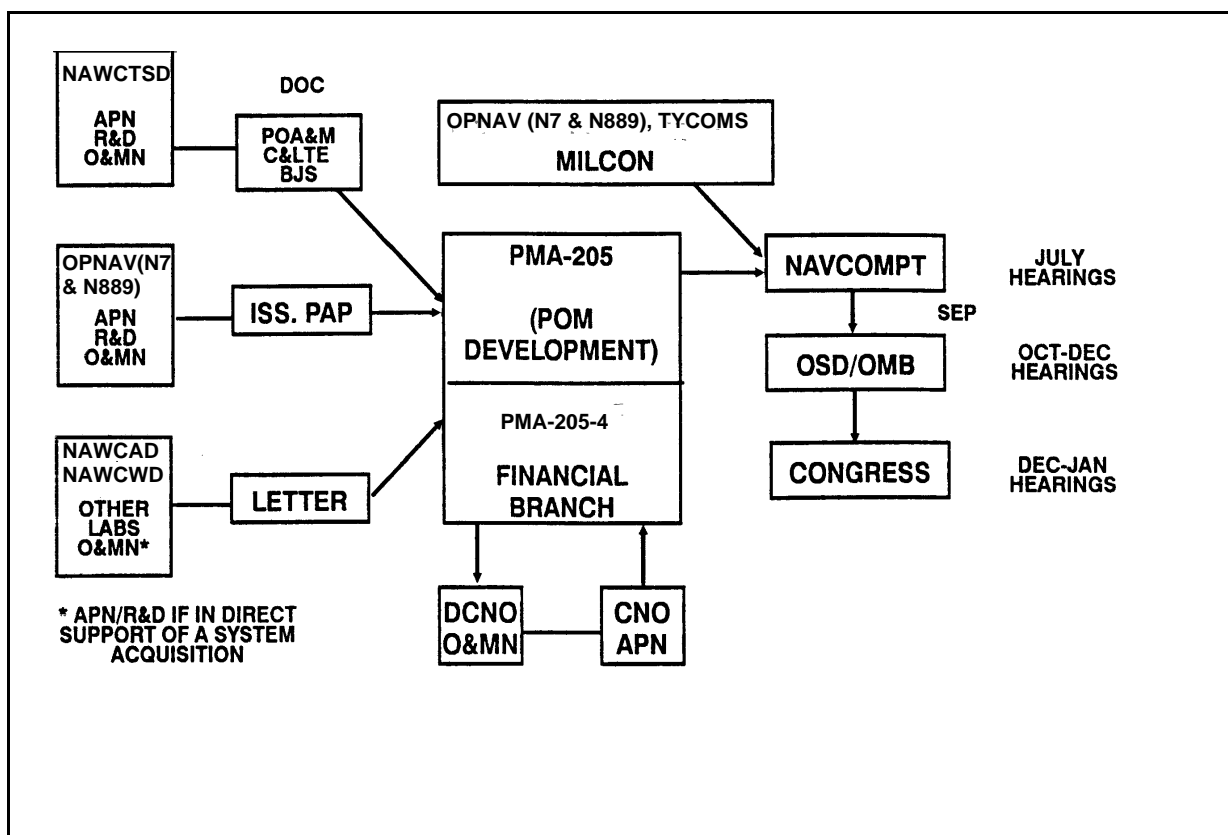 NAWCTSD
APN
R&D
O&MN
DOC
POA&M
C&LTE
BJS
OPNAV (N7 & N889), TYCOMS
MILCON
OPNAV(N7
& N889)
APN
R&D
O&MN
ISS. PAP
PMA-205
(POM
DEVELOPMENT)
PMA-205-4
FINANCIAL
BRANCH
NAVCOMPT
JULY
HEARINGS
SEP
OSD/OMB
OCT-DEC
HEARINGS
CONGRESS
DEC-JAN
HEARINGS
NAWCAD
NAWCWD
OTHER
LABS
O&MN*
LETTER
* APN/R&D IF IN DIRECT
SUPPORT OF A SYSTEM
ACQUISITION
DCNO
O&MN
CNO
APN